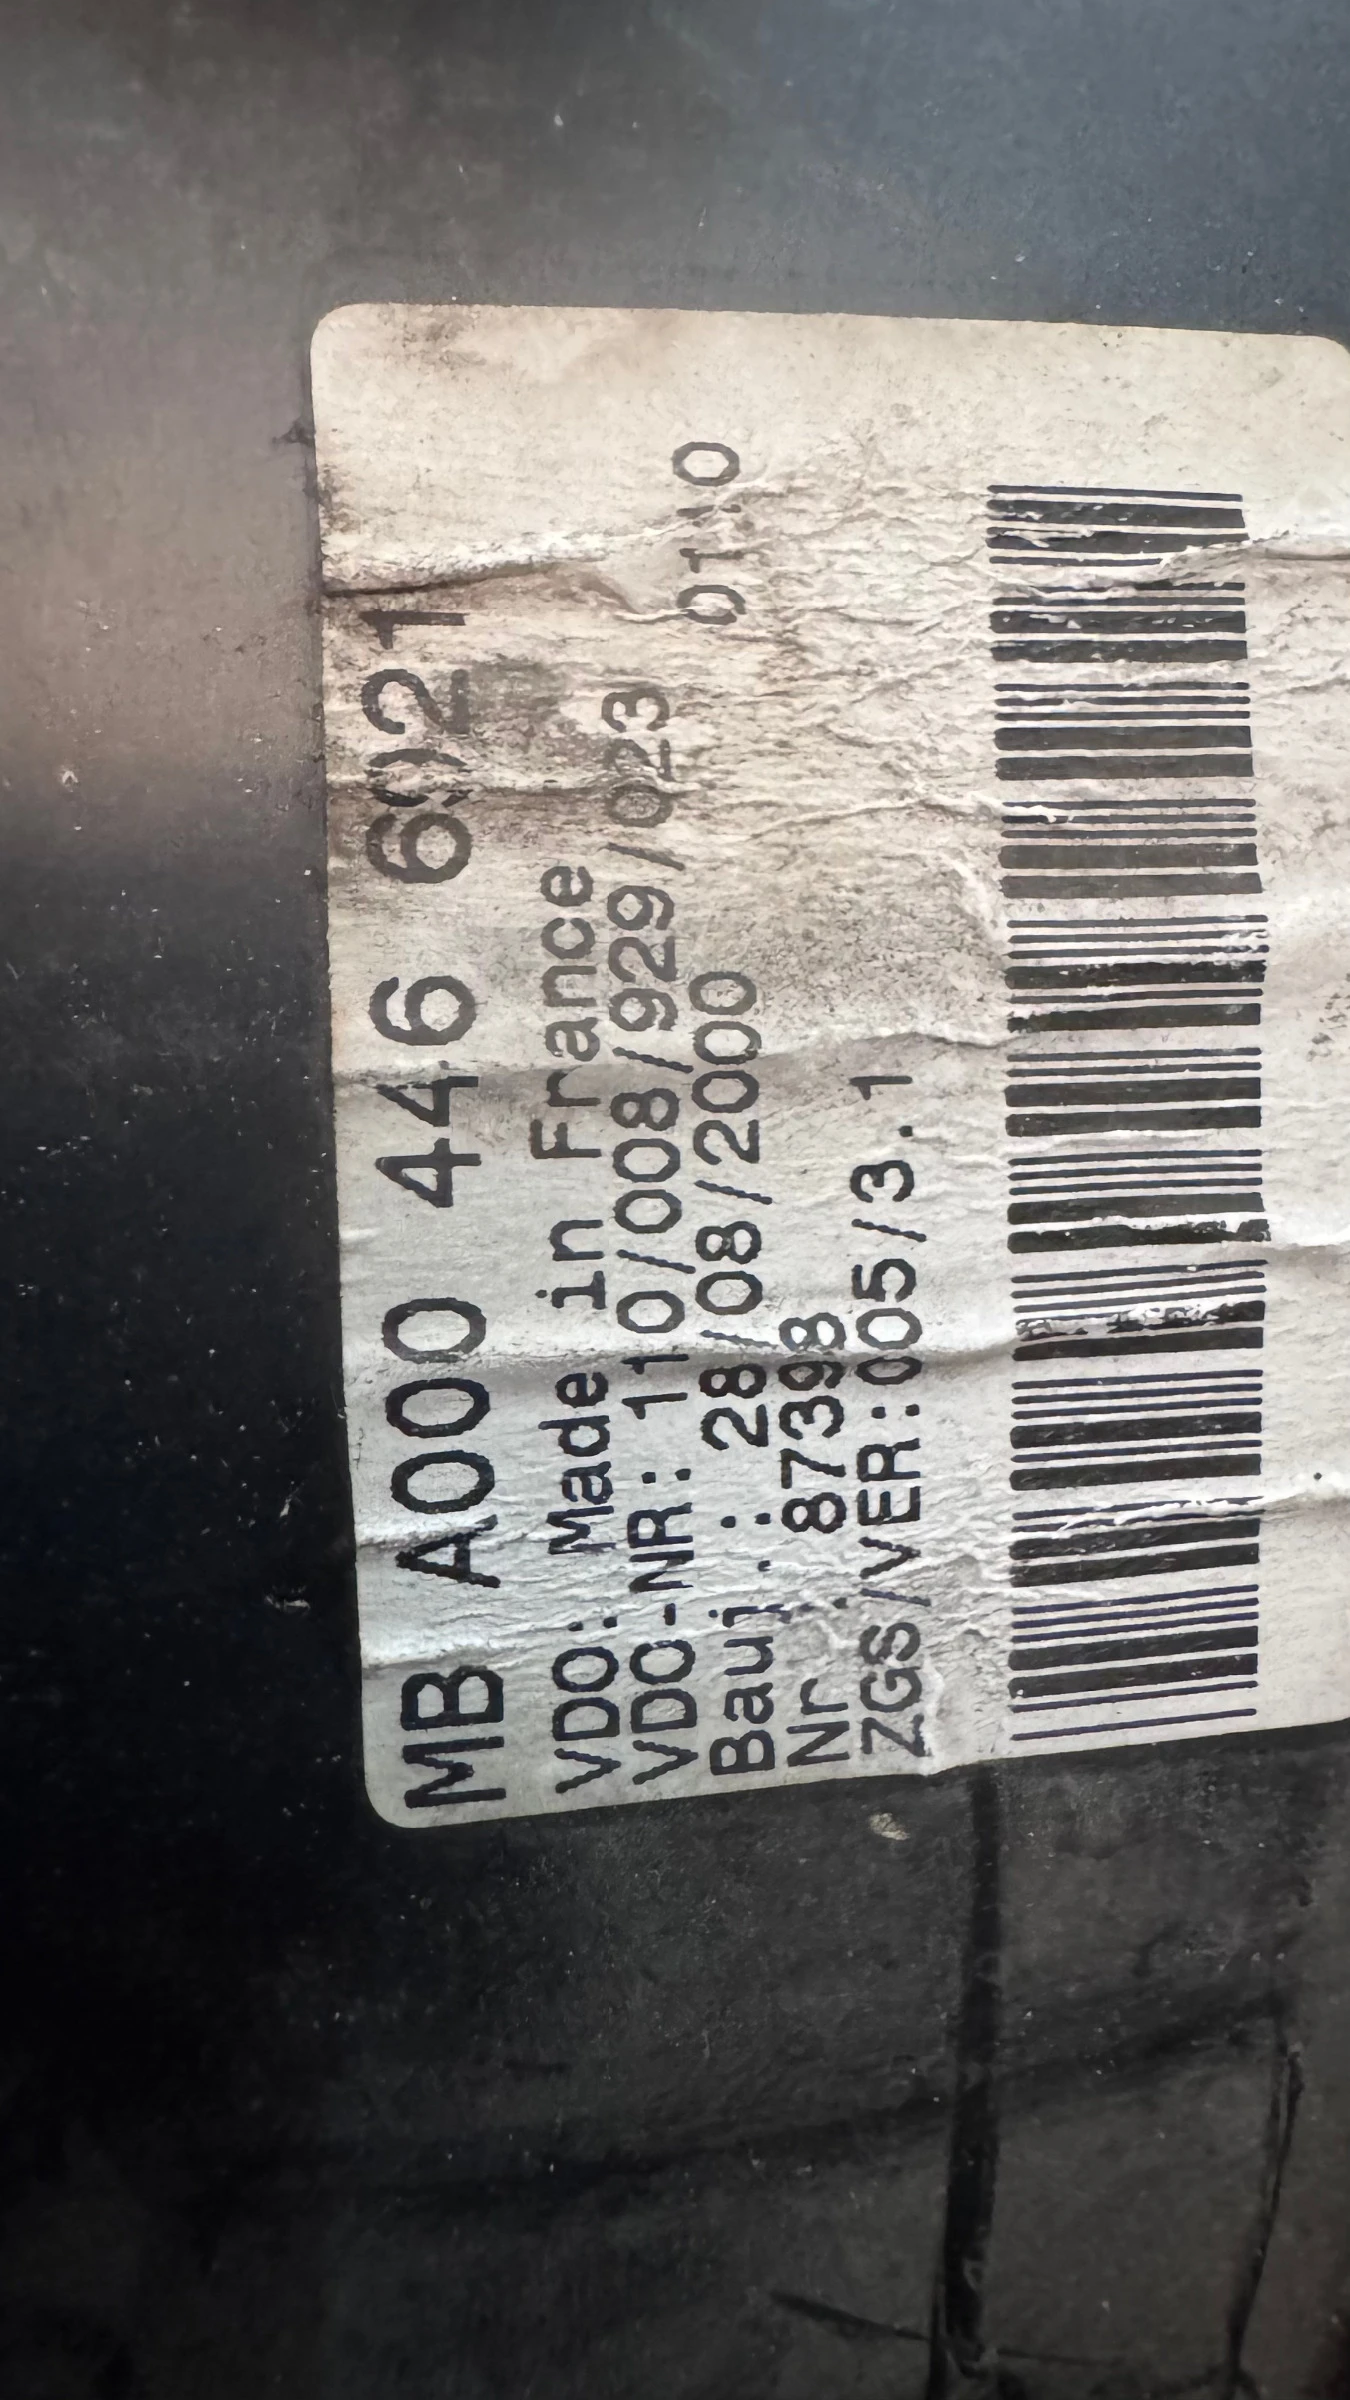 MB A000 446 6021
VDO: Made in France
VDO-NR: 110/008/929/023
Bauj.: 28/08/2000 0110
Nr.: 87398
ZGS/VER:005/3.1